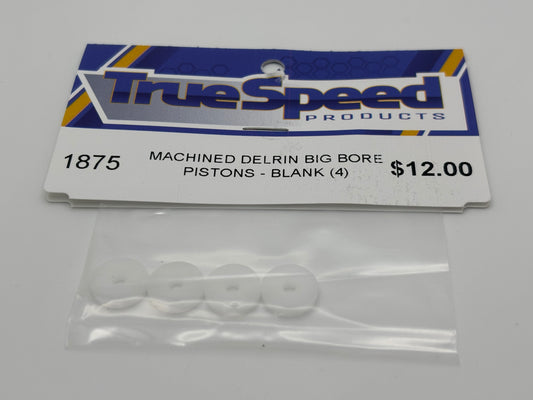 TrueSpeed
PRODUCTS
1875
MACHINED DELRIN BIG BORE
PISTONS - BLANK (4)
$12.00